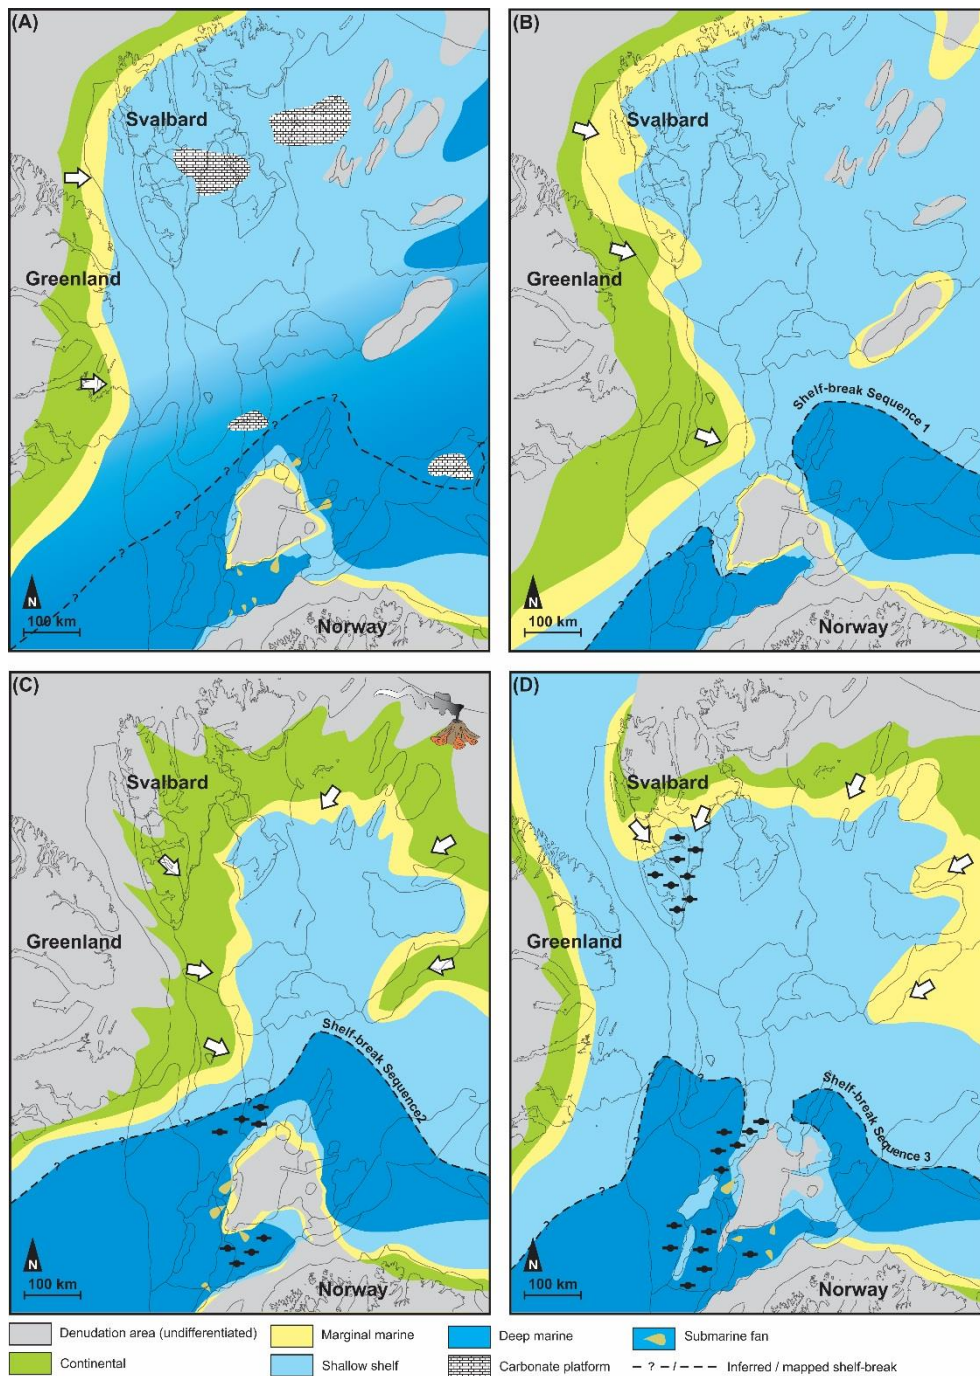 (A)
Svalbard
Greenland
?
?
?
?
?
N
100 km
Norway
(B)
Svalbard
Greenland
Shelf-break Sequence 1
?
?
N
100 km
Norway
(C)
Svalbard
Greenland
Shelf-break Sequence2
?
?
?
N
100 km
Norway
(D)
Svalbard
Greenland
Shelf-break Sequence 3
?
?
?
N
100 km
Norway
Denudation area (undifferentiated)
Marginal marine
Deep marine
Submarine fan
Continental
Shallow shelf
Carbonate platform
– ? – / – – – Inferred / mapped shelf-break